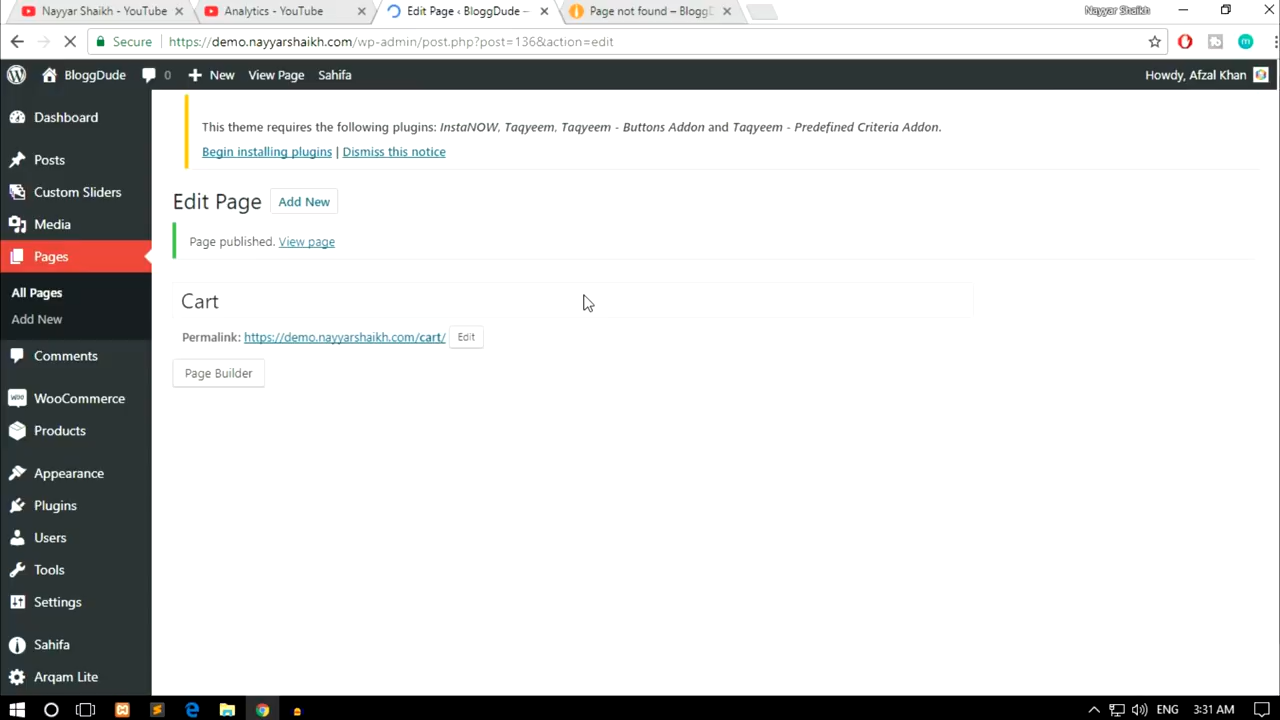 Nayyar Shaikh - YouTube
Analytics - YouTube
Edit Page ‹ BloggDude –
Page not found – BloggD
Nayyar Shaikh
Secure
https://demo.nayyarshaikh.com/wp-admin/post.php?post=136&action=edit
BloggDude
0
New
View Page
Sahifa
Howdy, Afzal Khan
Dashboard
Posts
Custom Sliders
Media
Pages
All Pages
Add New
Comments
WooCommerce
Products
Appearance
Plugins
Users
Tools
Settings
Sahifa
Arqam Lite
This theme requires the following plugins: InstaNOW, Taqyeem, Taqyeem - Buttons Addon and Taqyeem - Predefined Criteria Addon.
Begin installing plugins | Dismiss this notice
Edit Page
Add New
Page published. View page
Cart
Permalink: https://demo.nayyarshaikh.com/cart/
Edit
Page Builder
ENG
3:31 AM